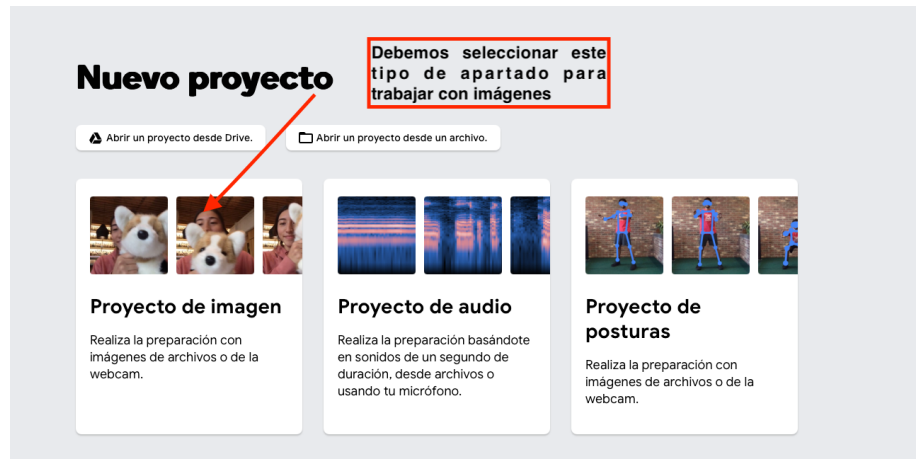 Nuevo proyecto
Debemos seleccionar este
tipo de apartado para
trabajar con imágenes
Abrir un proyecto desde Drive.
Abrir un proyecto desde un archivo.
Proyecto de imagen
Realiza la preparación con
imágenes de archivos o de la
webcam.
Proyecto de audio
Realiza la preparación basándote
en sonidos de un segundo de
duración, desde archivos o
usando tu micrófono.
Proyecto de
posturas
Realiza la preparación con
imágenes de archivos o de la
webcam.